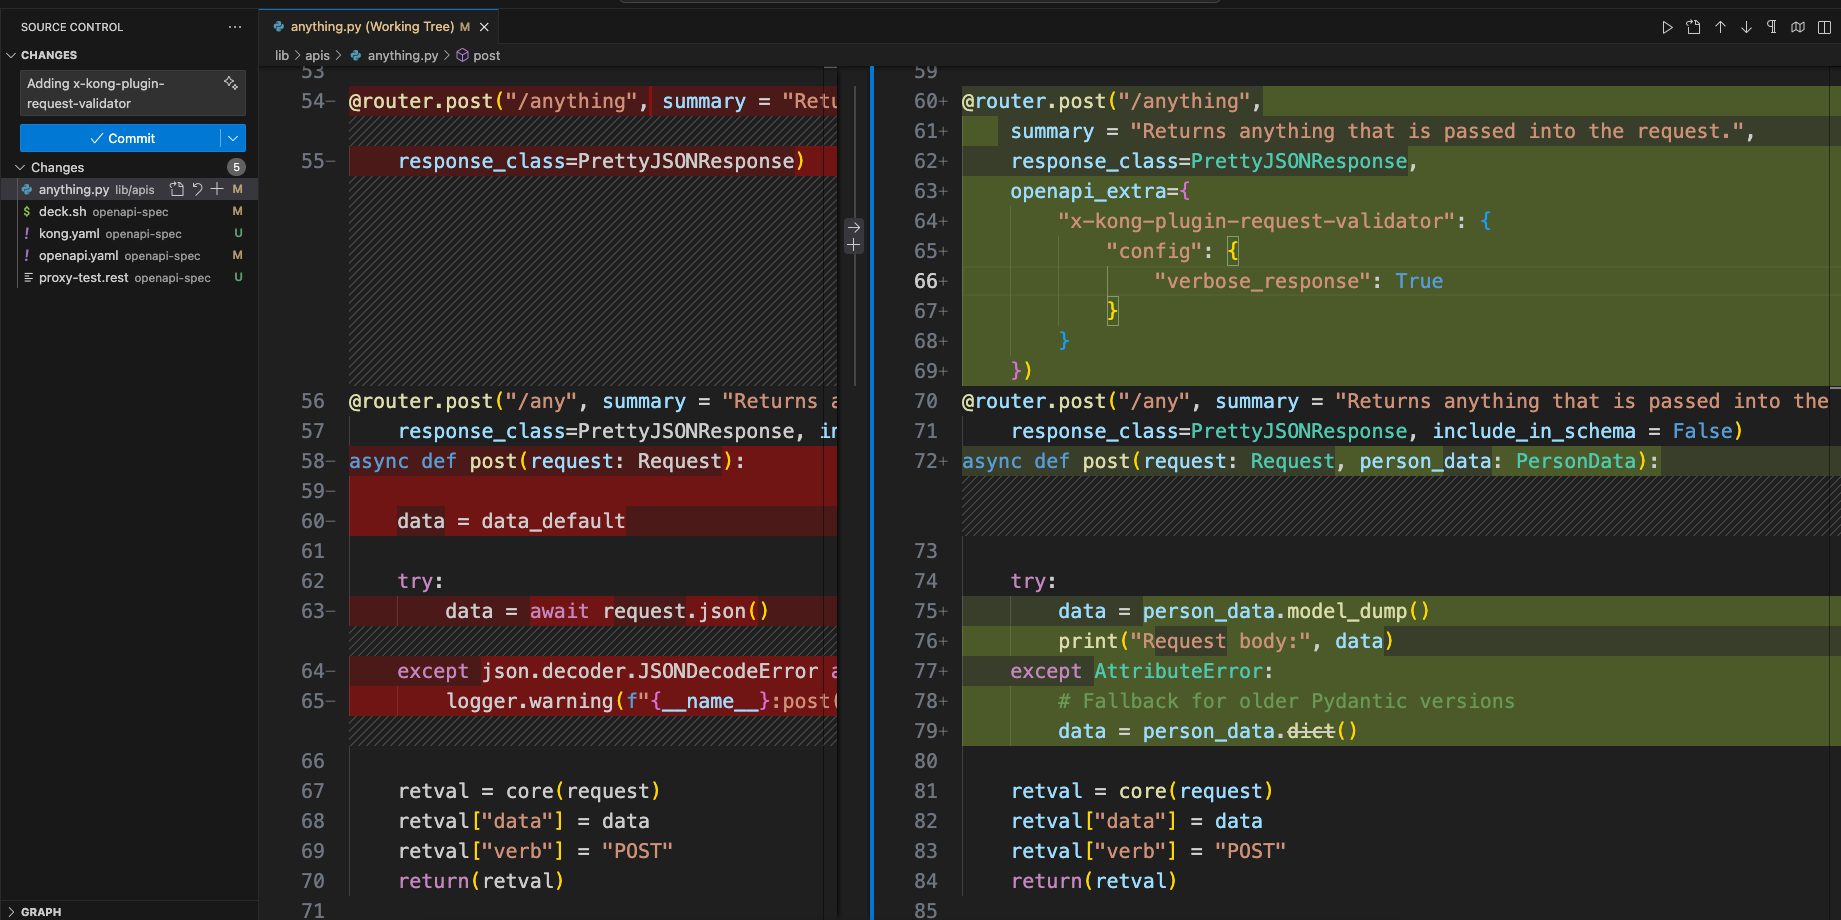 SOURCE CONTROL
CHANGES
Adding x-kong-plugin-
request-validator
Commit
Changes 5
anything.py lib/apis M
deck.sh openapi-spec M
kong.yaml openapi-spec U
openapi.yaml openapi-spec M
proxy-test.rest openapi-spec U
GRAPH
anything.py (Working Tree) M
lib > apis > anything.py > post
53
54- @router.post("/anything", summary = "Retu
55- response_class=PrettyJSONResponse)
56 @router.post("/any", summary = "Returns a
57 response_class=PrettyJSONResponse, in
58- async def post(request: Request):
59-
60- data = data_default
61
62 try:
63- data = await request.json()
64- except json.decoder.JSONDecodeError a
65- logger.warning(f"{__name__}:post(
66
67 retval = core(request)
68 retval["data"] = data
69 retval["verb"] = "POST"
70 return(retval)
71
59
60+ @router.post("/anything",
61+ summary = "Returns anything that is passed into the request.",
62+ response_class=PrettyJSONResponse,
63+ openapi_extra={
64+ "x-kong-plugin-request-validator": {
65+ "config": {
66+ "verbose_response": True
67+ }
68+ }
69+ })
70 @router.post("/any", summary = "Returns anything that is passed into the
71 response_class=PrettyJSONResponse, include_in_schema = False)
72+ async def post(request: Request, person_data: PersonData):
73
74 try:
75+ data = person_data.model_dump()
76+ print("Request body:", data)
77+ except AttributeError:
78+ # Fallback for older Pydantic versions
79+ data = person_data.dict()
80
81 retval = core(request)
82 retval["data"] = data
83 retval["verb"] = "POST"
84 return(retval)
85